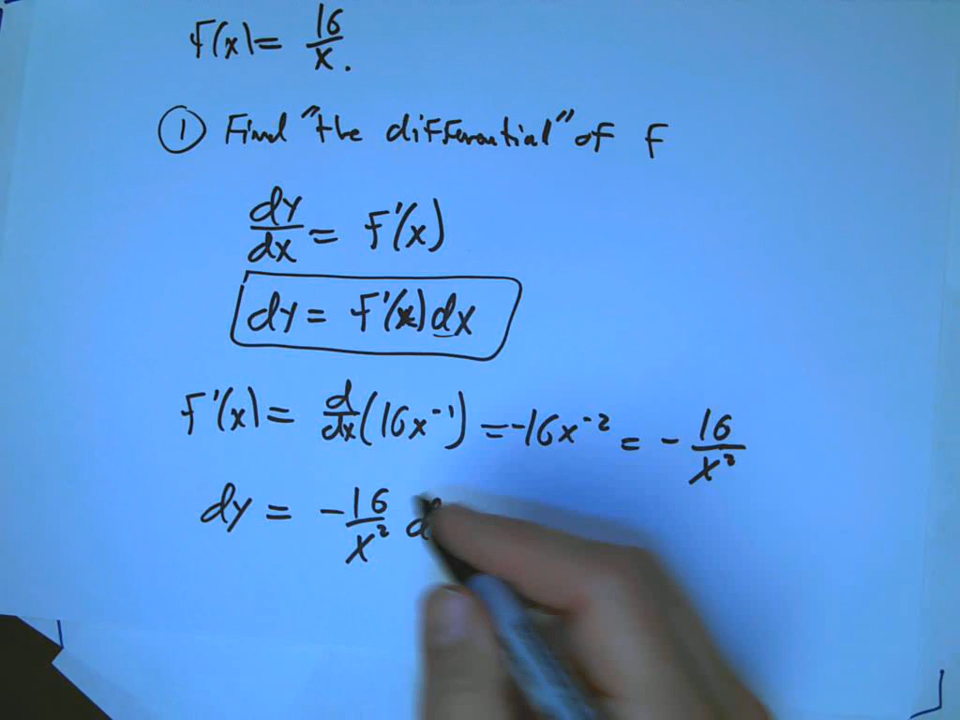 f(x) = 16/x.
① Find "the differential" of f
dy/dx = f'(x)
dy = f'(x) dx
f'(x) = d/dx (16x⁻¹) = -16x⁻² = - 16/x²
dy = - 16/x² d